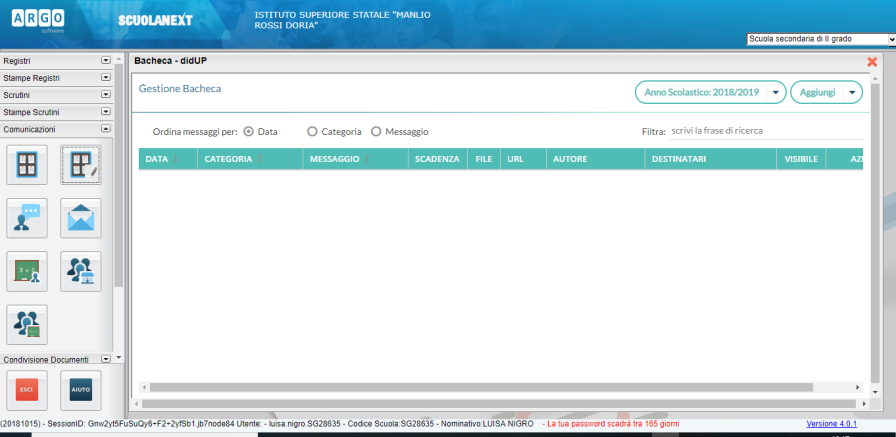 ARGO
software
SCUOLANEXT
ISTITUTO SUPERIORE STATALE "MANLIO
ROSSI DORIA"
Scuola secondaria di II grado
Registri
Stampe Registri
Scrutini
Stampe Scrutini
Comunicazioni
Condivisione Documenti
ESCI
AIUTO
Bacheca - didUP
Gestione Bacheca
Anno Scolastico: 2018/2019
Aggiungi
Ordina messaggi per: Data Categoria Messaggio
Filtra: scrivi la frase di ricerca
DATA CATEGORIA MESSAGGIO SCADENZA FILE URL AUTORE DESTINATARI VISIBILE AZI
(20181015) - SessionID: Gnw2yt5FuSuQy6+F2+2yfSb1.jb7node84 Utente: - luisa.nigro.SG28635 - Codice Scuola:SG28635 - Nominativo:LUISA NIGRO - La tua password scadrà tra 165 giorni Versione 4.0.1